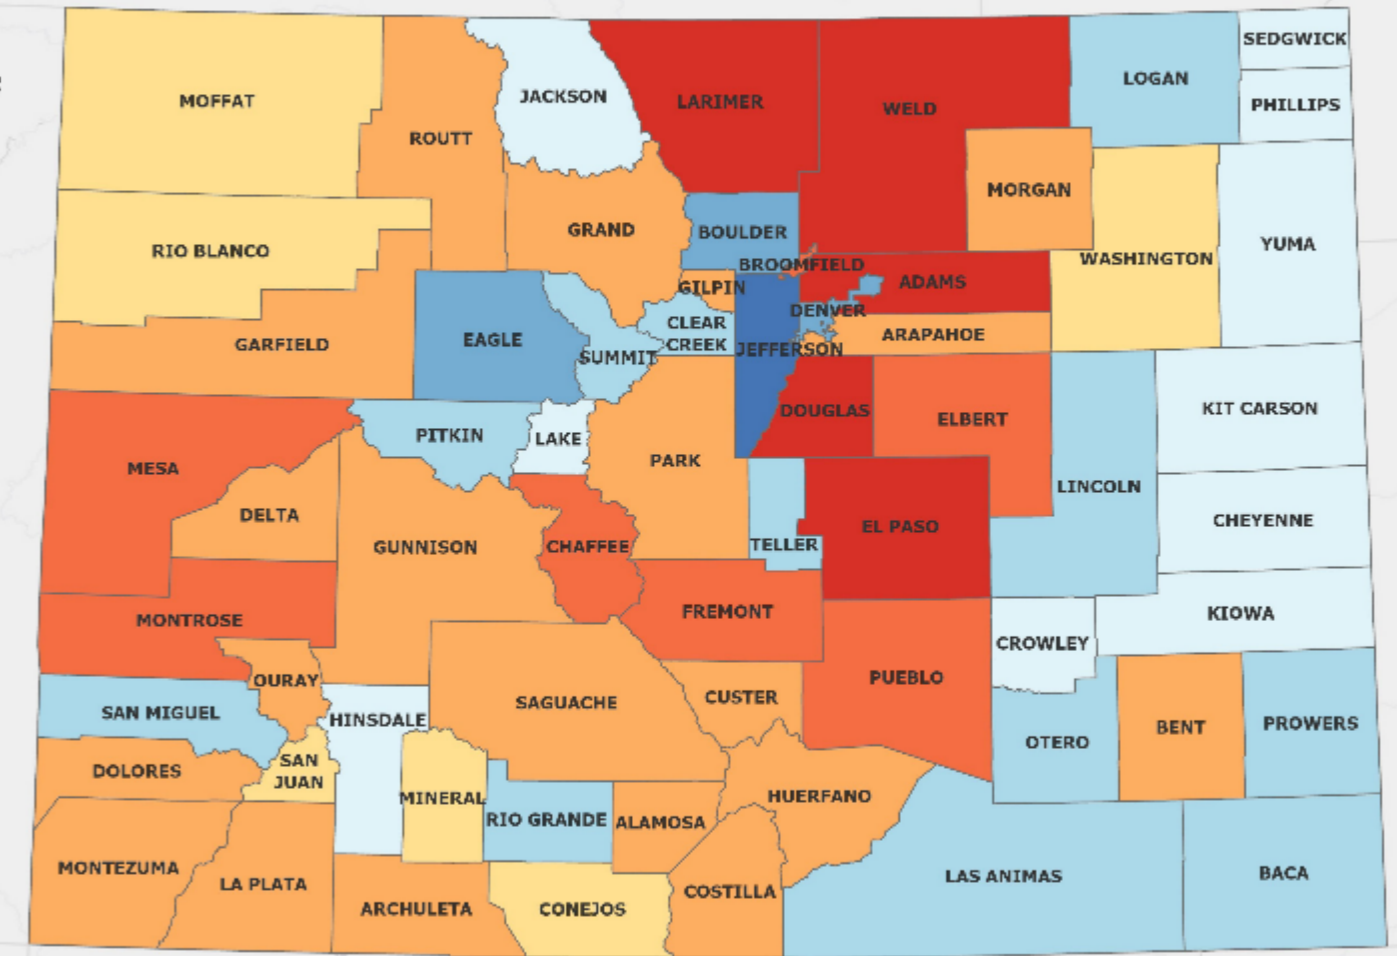 SEDGWICK
LOGAN
MOFFAT
JACKSON
LARIMER
WELD
PHILLIPS
ROUTT
MORGAN
GRAND
BOULDER
YUMA
RIO BLANCO
WASHINGTON
BROOMFIELD
GILPIN
ADAMS
DENVER
CLEAR
CREEK
ARAPAHOE
EAGLE
GARFIELD
SUMMIT
JEFFERSON
DOUGLAS
KIT CARSON
ELBERT
PITKIN
LAKE
PARK
MESA
LINCOLN
DELTA
CHEYENNE
EL PASO
GUNNISON
CHAFFEE
TELLER
FREMONT
KIOWA
MONTROSE
CROWLEY
PUEBLO
OURAY
CUSTER
SAGUACHE
SAN MIGUEL
HINSDALE
BENT
PROWERS
OTERO
SAN
JUAN
DOLORES
MINERAL
HUERFANO
RIO GRANDE
ALAMOSA
MONTEZUMA
LA PLATA
LAS ANIMAS
BACA
COSTILLA
ARCHULETA
CONEJOS